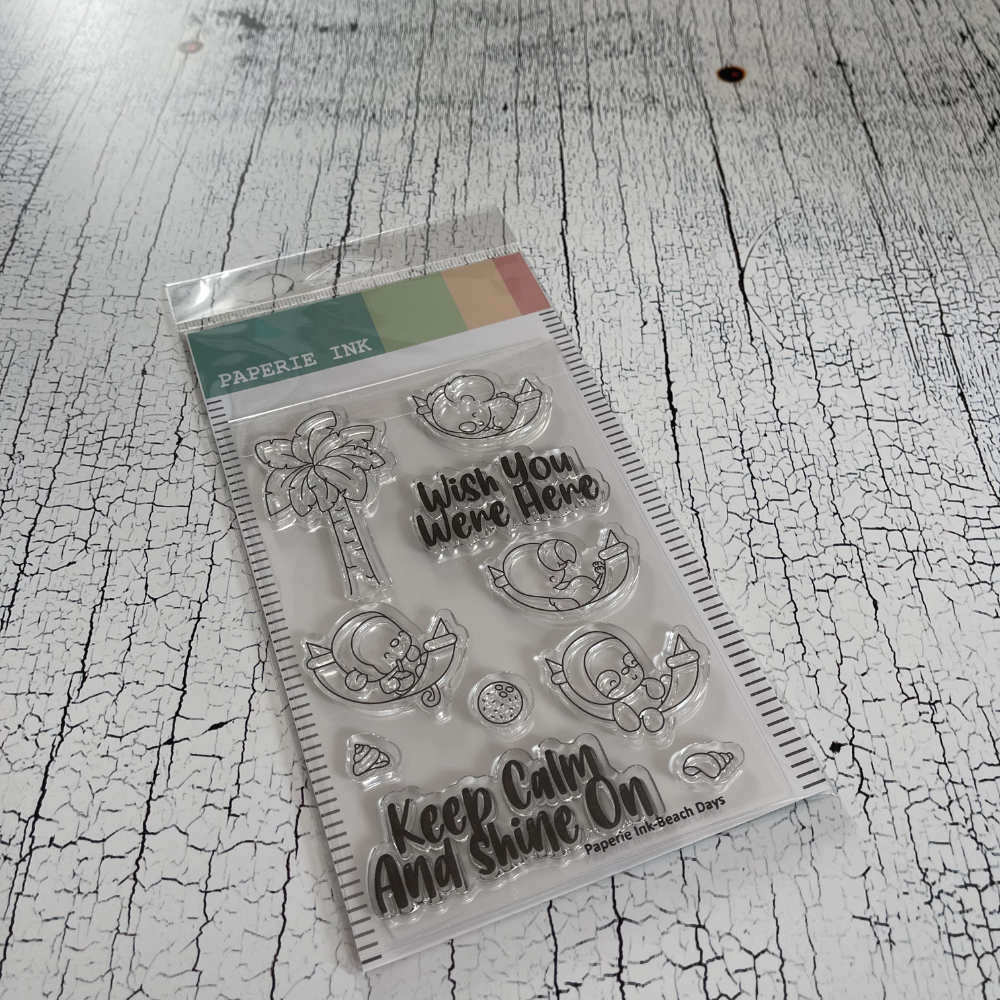 PAPERIE INK
Wish You
Were Here
Keep Calm
And Shine On
Paperie Ink-Beach Days